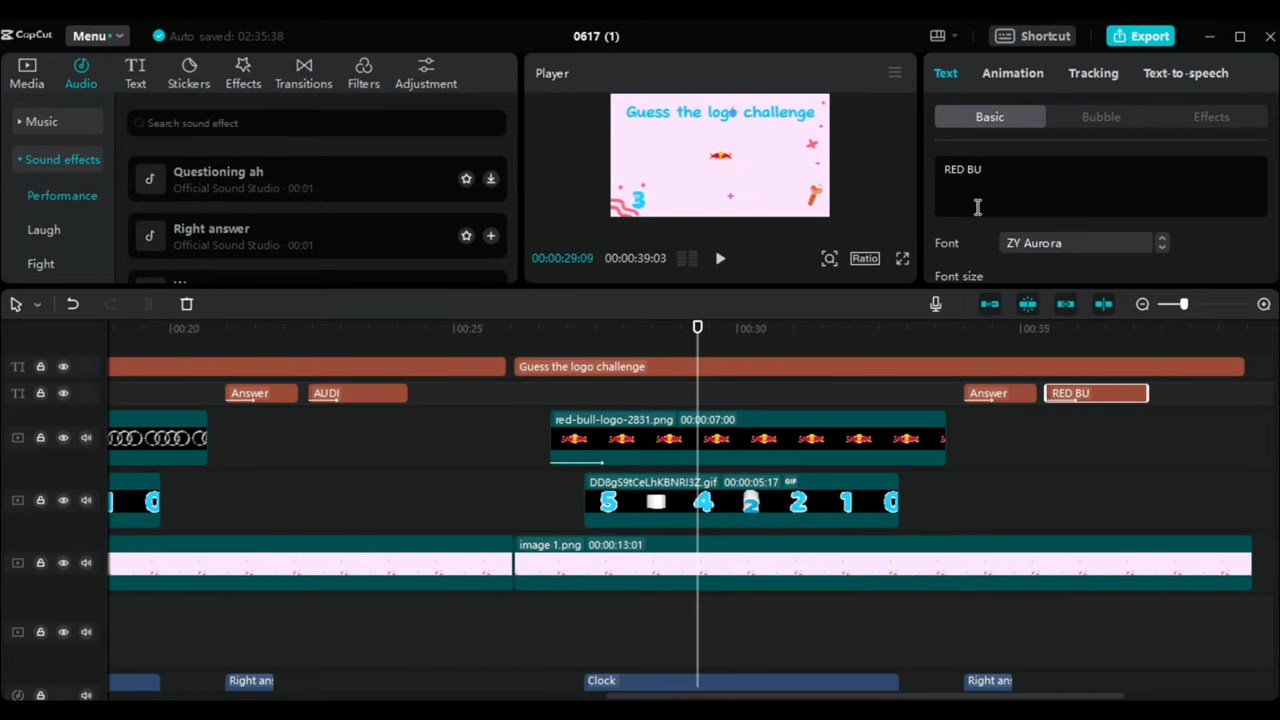 CapCut
Menu
Auto saved: 02:35:38
0617 (1)
Shortcut
Export
Media
Audio
Text
Stickers
Effects
Transitions
Filters
Adjustment
Music
Sound effects
Performance
Laugh
Fight
Search sound effect
Questioning ah
Official Sound Studio · 00:01
Right answer
Official Sound Studio · 00:01
Player
Guess the logo challenge
3
00:00:29:09
00:00:39:03
Ratio
Text
Animation
Tracking
Text-to-speech
Basic
Bubble
Effects
RED BU
Font
ZY Aurora
Font size
00:20
00:25
00:30
00:35
TI
Guess the logo challenge
TI
Answer
AUDI
Answer
RED BU
red-bull-logo-2831.png 00:00:07:00
DD8gS9tCeLhKBNRI3Z.gif 00:00:05:17 GIF
5 4 2 2 1 0
image 1.png 00:00:13:01
Right ans
Clock
Right ans